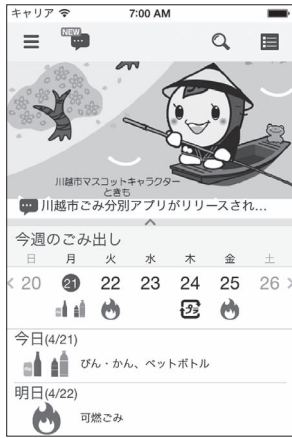 キャリア 7:00 AM
NEW
川越市マスコットキャラクター
ときも
川越市ごみ分別アプリがリリースされ...
今週のごみ出し
日 月 火 水 木 金 土
< 20 21 22 23 24 25 26 >
プラ
今日(4/21)
びん・かん、ペットボトル
明日(4/22)
可燃ごみ